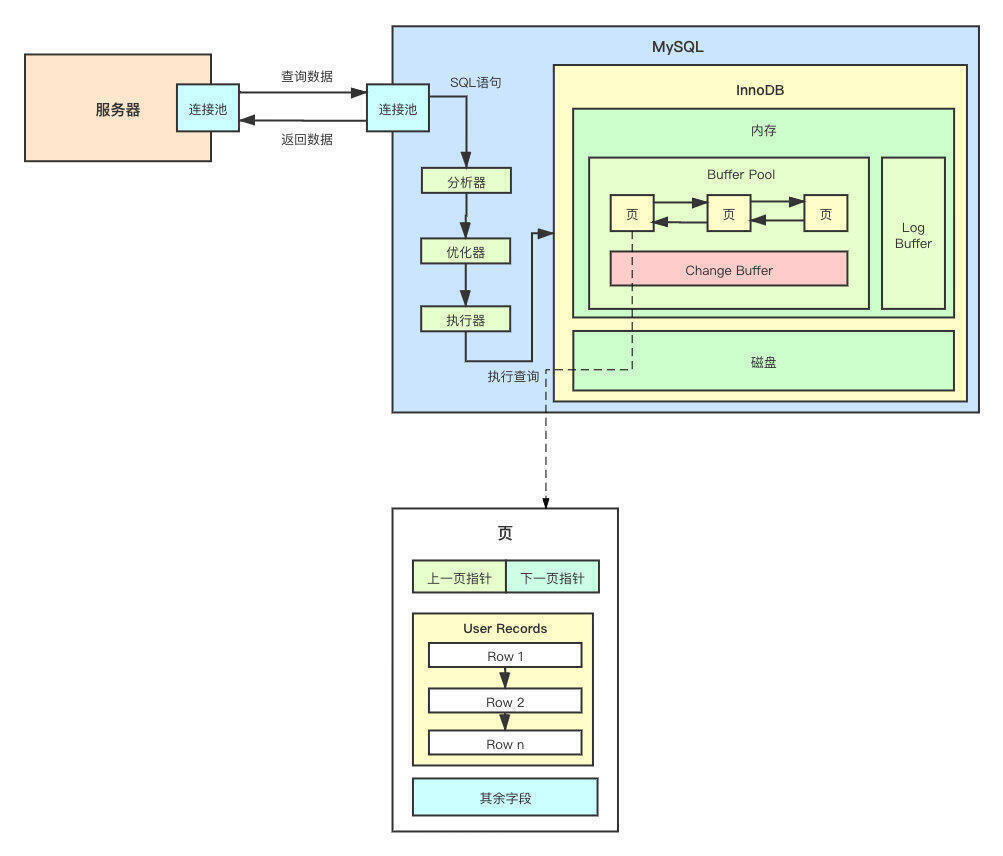 MySQL
服务器
连接池
查询数据
返回数据
连接池
SQL语句
分析器
优化器
执行器
执行查询
InnoDB
内存
Buffer Pool
页
页
页
Change Buffer
Log
Buffer
磁盘
页
上一页指针
下一页指针
User Records
Row 1
Row 2
Row n
其余字段